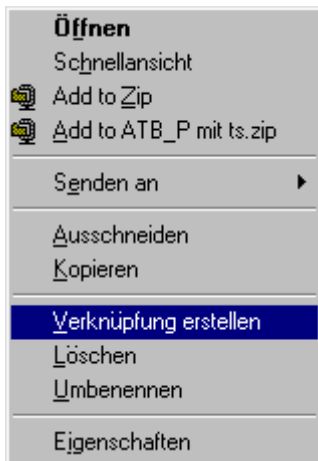 Öffnen
Schnellansicht
Add to Zip
Add to ATB_P mit ts.zip
Senden an
Ausschneiden
Kopieren
Verknüpfung erstellen
Löschen
Umbenennen
Eigenschaften